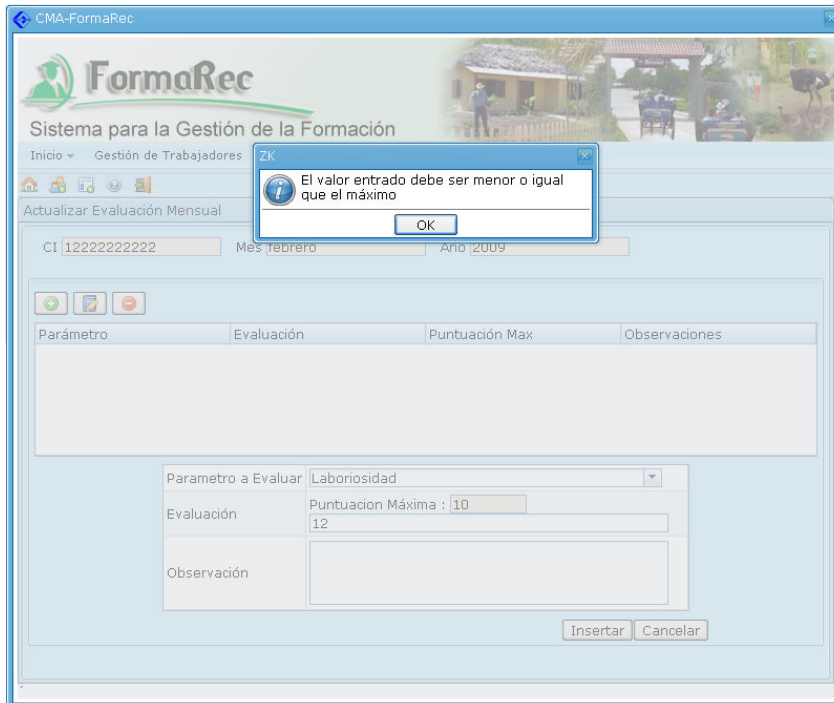 CMA-FormaRec
FormaRec
Sistema para la Gestión de la Formación
Inicio Gestión de Trabajadores
ZK
El valor entrado debe ser menor o igual
que el máximo
OK
Actualizar Evaluación Mensual
CI 12222222222 Mes febrero Año 2009
Parámetro Evaluación Puntuación Max Observaciones
Parametro a Evaluar Laboriosidad
Evaluación Puntuacion Máxima : 10
12
Observación
Insertar Cancelar